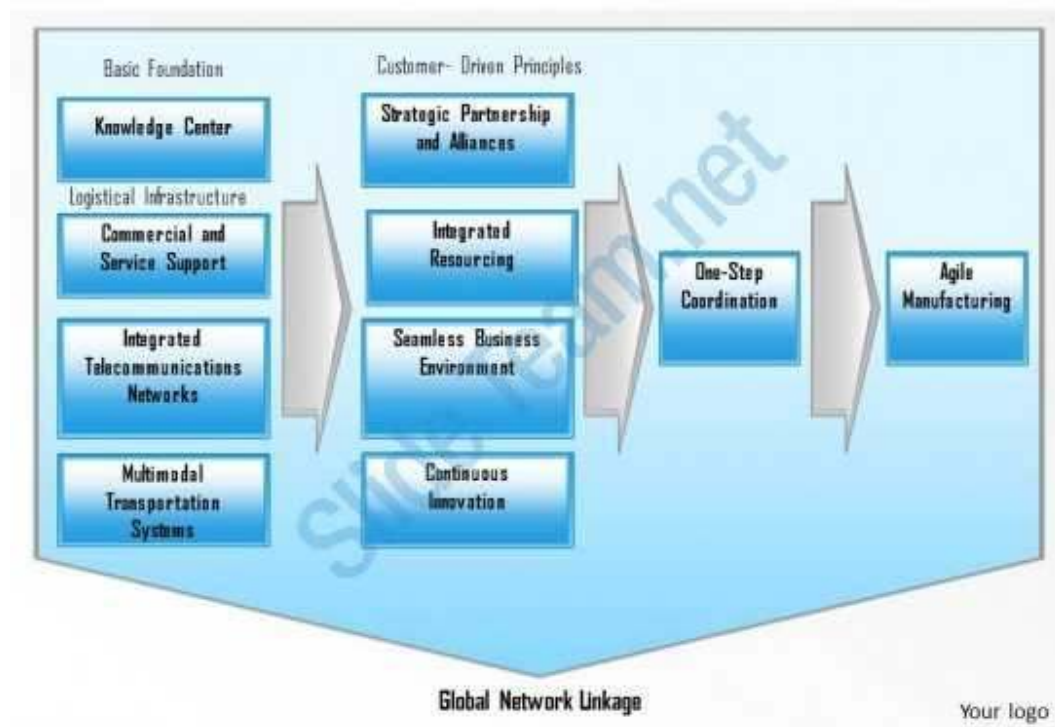 Basic Foundation
Knowledge Center
Logistical Infrastructure
Commercial and
Service Support
Integrated
Telecommunications
Networks
Multimodal
Transportation
Systems
Customer- Driven Principles
Strategic Partnership
and Alliances
Integrated
Resourcing
Seamless Business
Environment
Continuous
Innovation
One-Step
Coordination
Agile
Manufacturing
SlideTeam.net
Global Network Linkage
Your logo